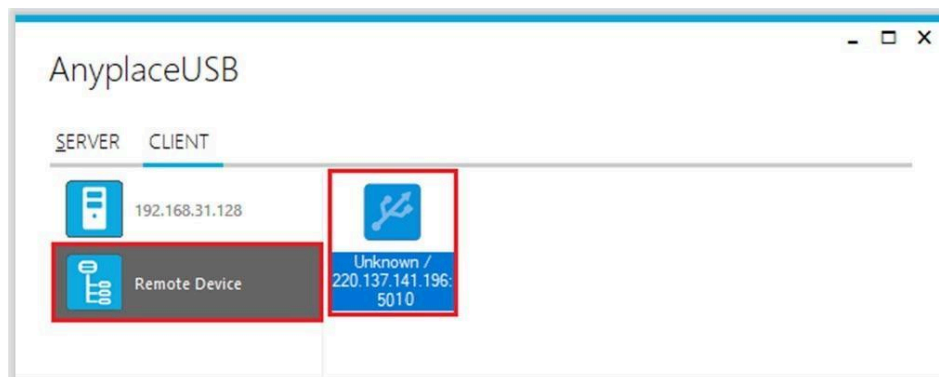 AnyplaceUSB
SERVER CLIENT
192.168.31.128
Remote Device
Unknown /
220.137.141.196:
5010